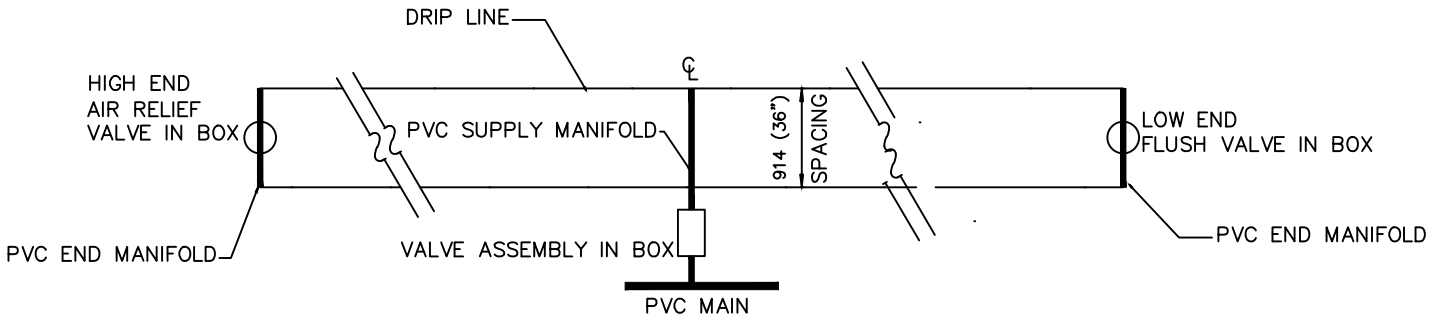 DRIP LINE
℄
HIGH END
AIR RELIEF
VALVE IN BOX
PVC SUPPLY MANIFOLD
914 (36")
SPACING
LOW END
FLUSH VALVE IN BOX
PVC END MANIFOLD
VALVE ASSEMBLY IN BOX
PVC END MANIFOLD
PVC MAIN